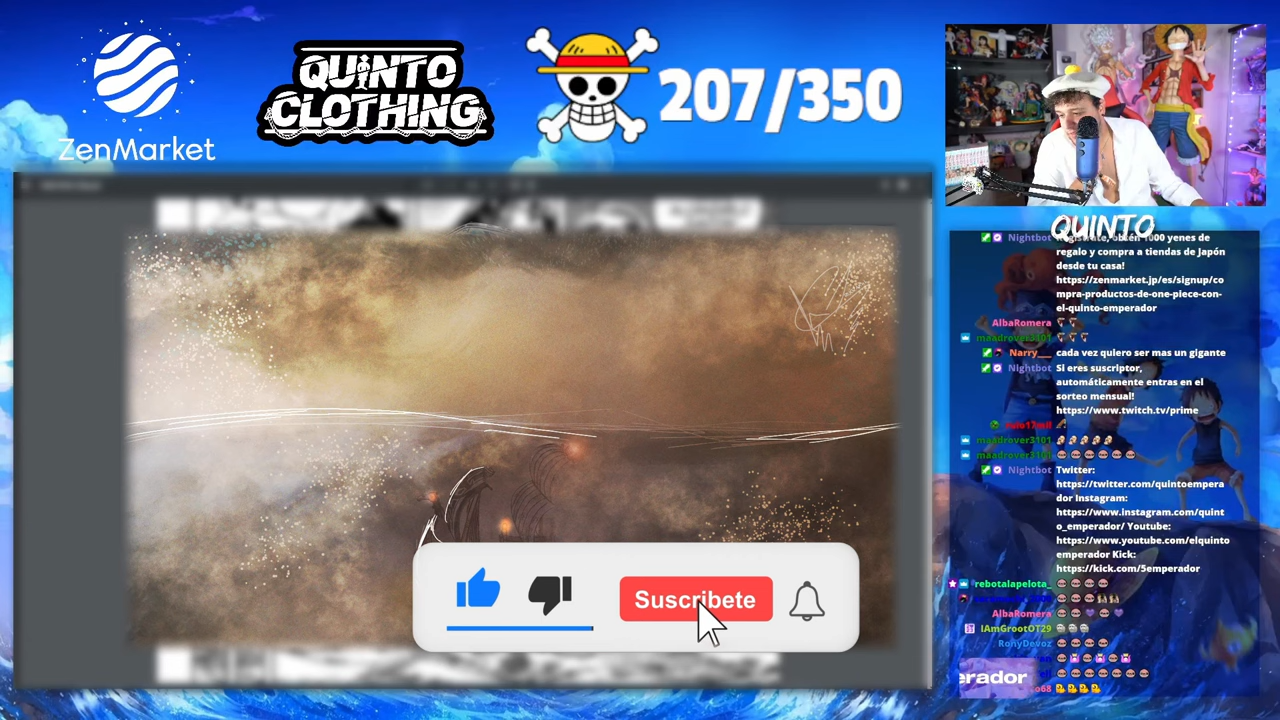 ZenMarket
QUINTO
CLOTHING
207/350
QUINTO
Nightbot Regístrate, obtén 1000 yenes de
regalo y compra a tiendas de Japón
desde tu casa!
https://zenmarket.jp/es/signup/co
mpra-productos-de-one-piece-con-
el-quinto-emperador
AlbaRomera
maadrover3101
Narry__ cada vez quiero ser mas un gigante
Nightbot Si eres suscriptor,
automáticamente entras en el
sorteo mensual!
https://www.twitch.tv/prime
maadrover3101
maadrover3101
Nightbot Twitter:
https://twitter.com/quintoempera
dor Instagram:
https://www.instagram.com/quint
o_emperador/ Youtube:
https://www.youtube.com/elquinto
emperador Kick:
https://kick.com/5emperador
rebotalapelota_
AlbaRomera
IAmGrootOT29
RonyDevoz
erador
Suscribete